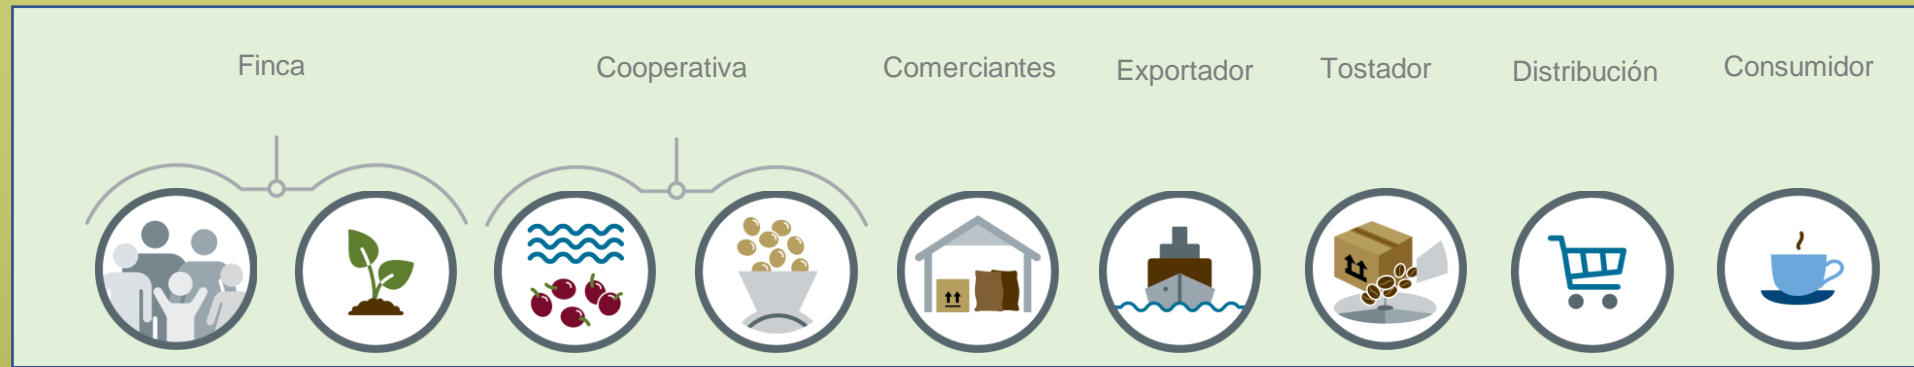 Finca
Cooperativa
Comerciantes
Exportador
Tostador
Distribución
Consumidor